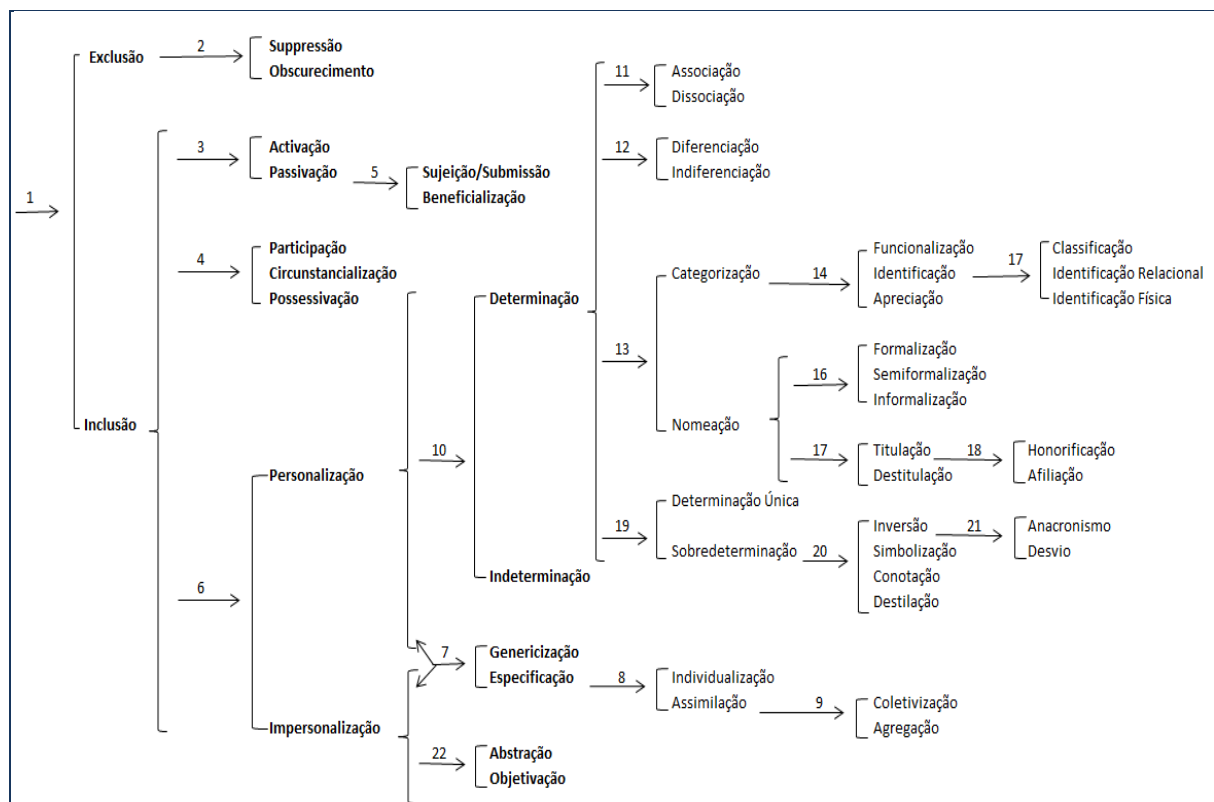 1
Exclusão
2
Suppressão
Obscurecimento
Inclusão
3
Activação
Passivação
5
Sujeição/Submissão
Beneficialização
4
Participação
Circunstancialização
Possessivação
6
Personalização
Impersonalização
10
Determinação
Indeterminação
11
Associação
Dissociação
12
Diferenciação
Indiferenciação
13
Categorização
14
Funcionalização
Identificação
Apreciação
17
Classificação
Identificação Relacional
Identificação Física
Nomeação
16
Formalização
Semiformalização
Informalização
17
Titulação
Destitulação
18
Honorificação
Afiliação
19
Determinação Única
Sobredeterminação
20
Inversão
Simbolização
Conotação
Destilação
21
Anacronismo
Desvio
7
Genericização
Especificação
8
Individualização
Assimilação
9
Coletivização
Agregação
22
Abstração
Objetivação